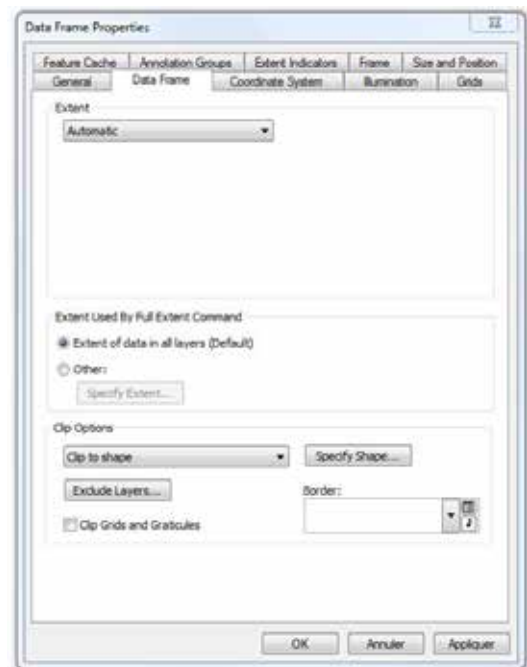 Data Frame Properties
Feature Cache Annotation Groups Extent Indicators Frame Size and Position
General Data Frame Coordinate System Illumination Grids
Extent
Automatic
Extent Used By Full Extent Command
Extent of data in all layers (Default)
Other:
Specify Extent...
Clip Options
Clip to shape Specify Shape...
Exclude Layers... Border:
Clip Grids and Graticules
OK Annuler Appliquer